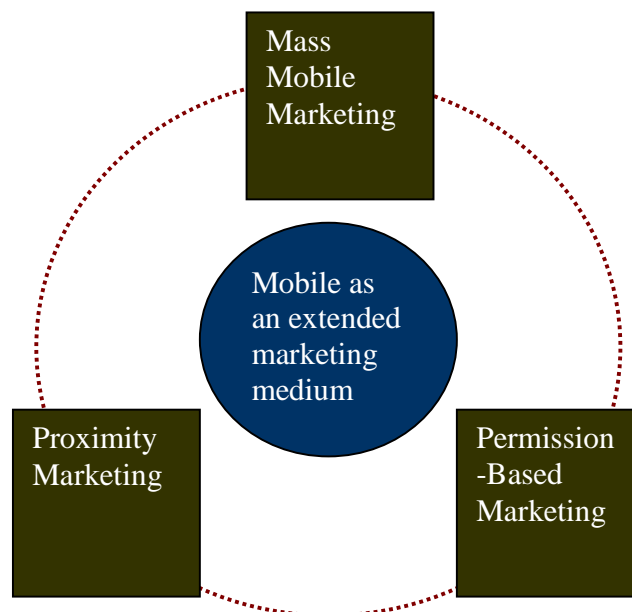 Mass
Mobile
Marketing
Mobile as
an extended
marketing
medium
Proximity
Marketing
Permission
-Based
Marketing